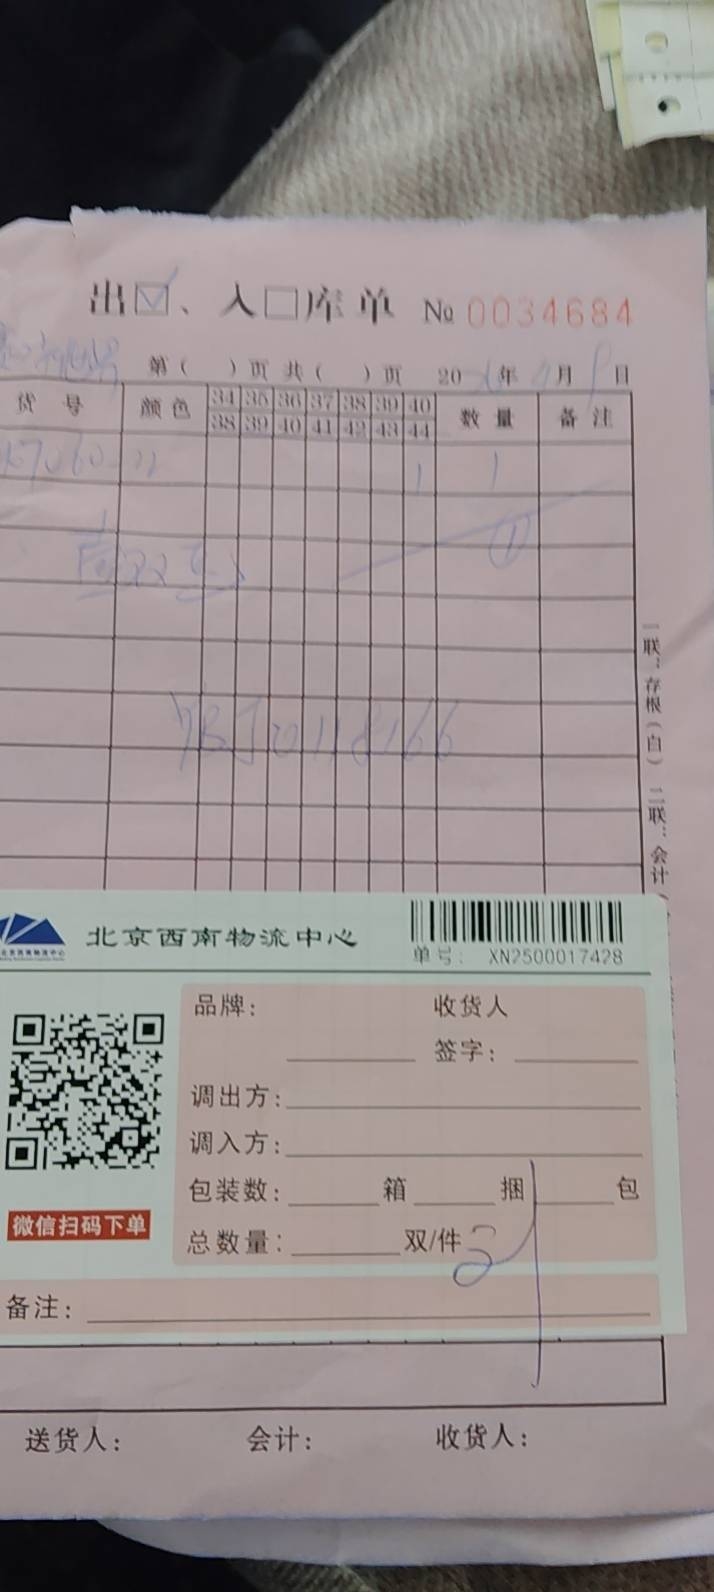 出☑、入□库单 № 0034684
第( )页 共( )页 20 年 月 日
货号 颜色 34 35 36 37 38 39 40 数量 备注
38 39 40 41 42 43 44
1 1
①
一联：存根（白） 二联：会计（
北京西南物流中心
单号： XN2500017428
品牌： 收货人
签字：
调出方：
调入方：
包装数： 箱 捆 包
微信扫码下单
总数量： 双/件
备注：
送货人： 会计： 收货人：